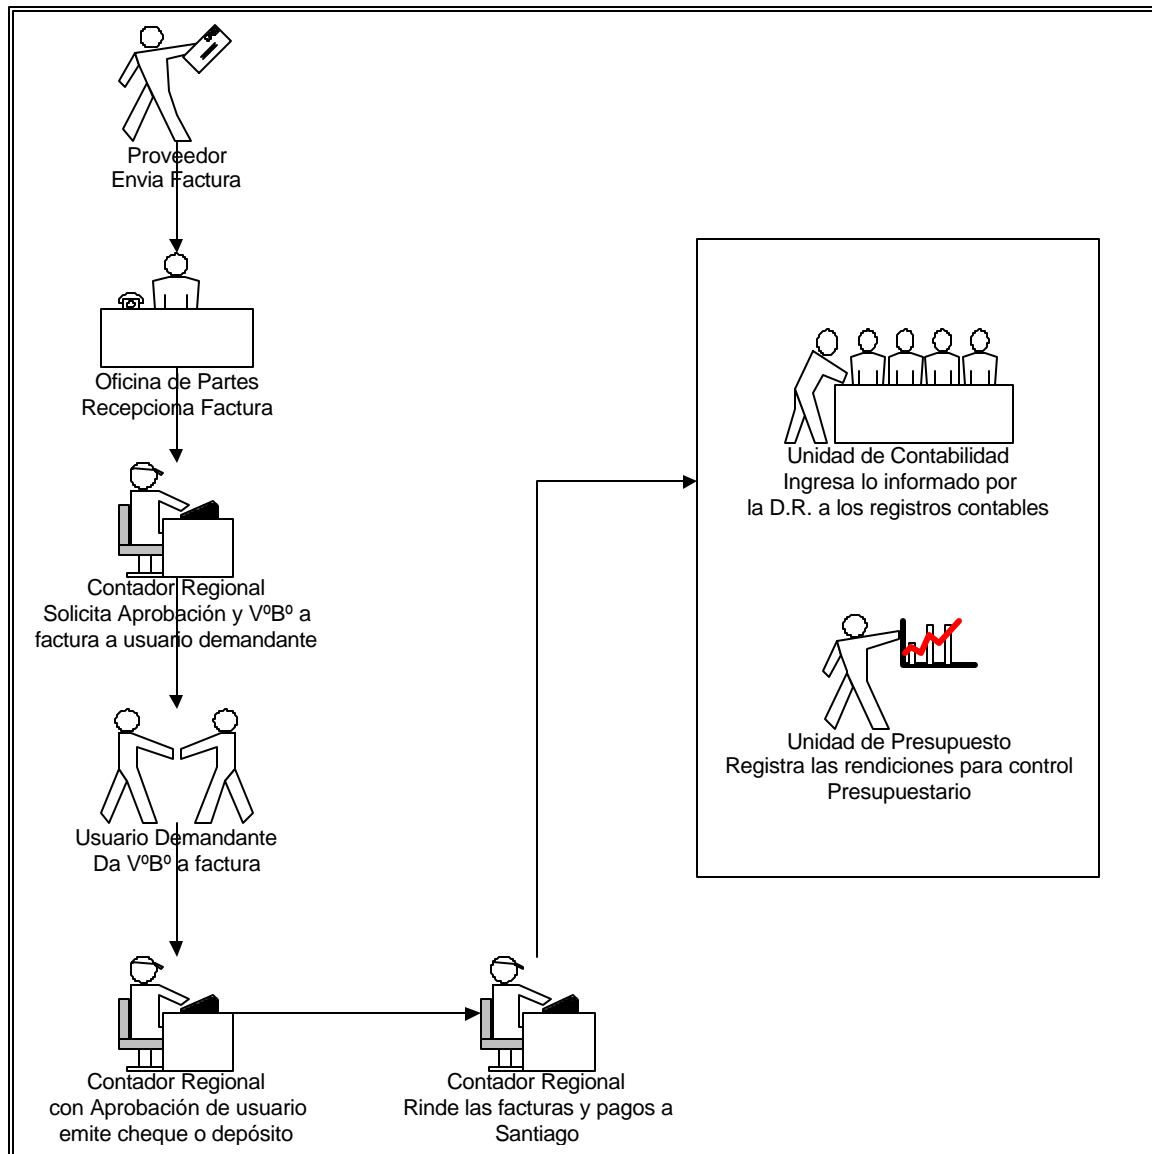 Proveedor
Envia Factura
Oficina de Partes
Recepciona Factura
Contador Regional
Solicita Aprobación y VºBº a
factura a usuario demandante
Usuario Demandante
Da VºBº a factura
Contador Regional
con Aprobación de usuario
emite cheque o depósito
Contador Regional
Rinde las facturas y pagos a
Santiago
Unidad de Contabilidad
Ingresa lo informado por
la D.R. a los registros contables
Unidad de Presupuesto
Registra las rendiciones para control
Presupuestario